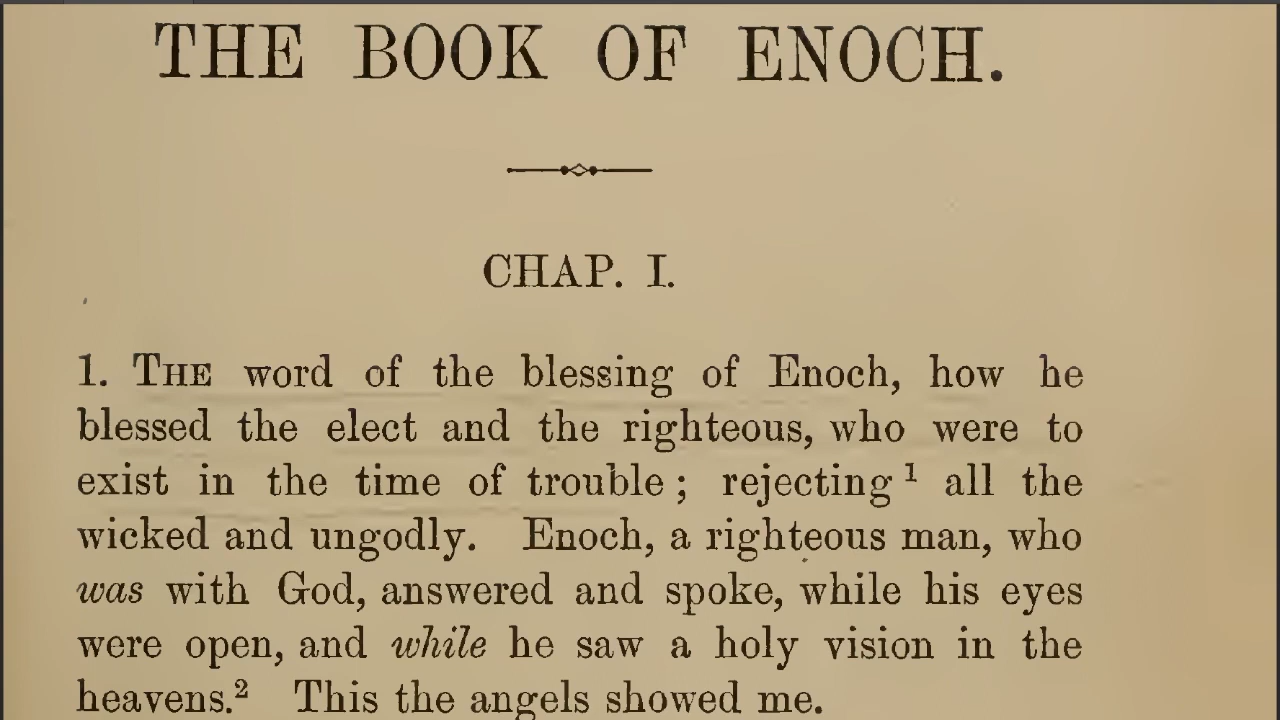 THE BOOK OF ENOCH.
CHAP. I.
1. THE word of the blessing of Enoch, how he
blessed the elect and the righteous, who were to
exist in the time of trouble; rejecting¹ all the
wicked and ungodly. Enoch, a righteous man, who
was with God, answered and spoke, while his eyes
were open, and while he saw a holy vision in the
heavens.² This the angels showed me.